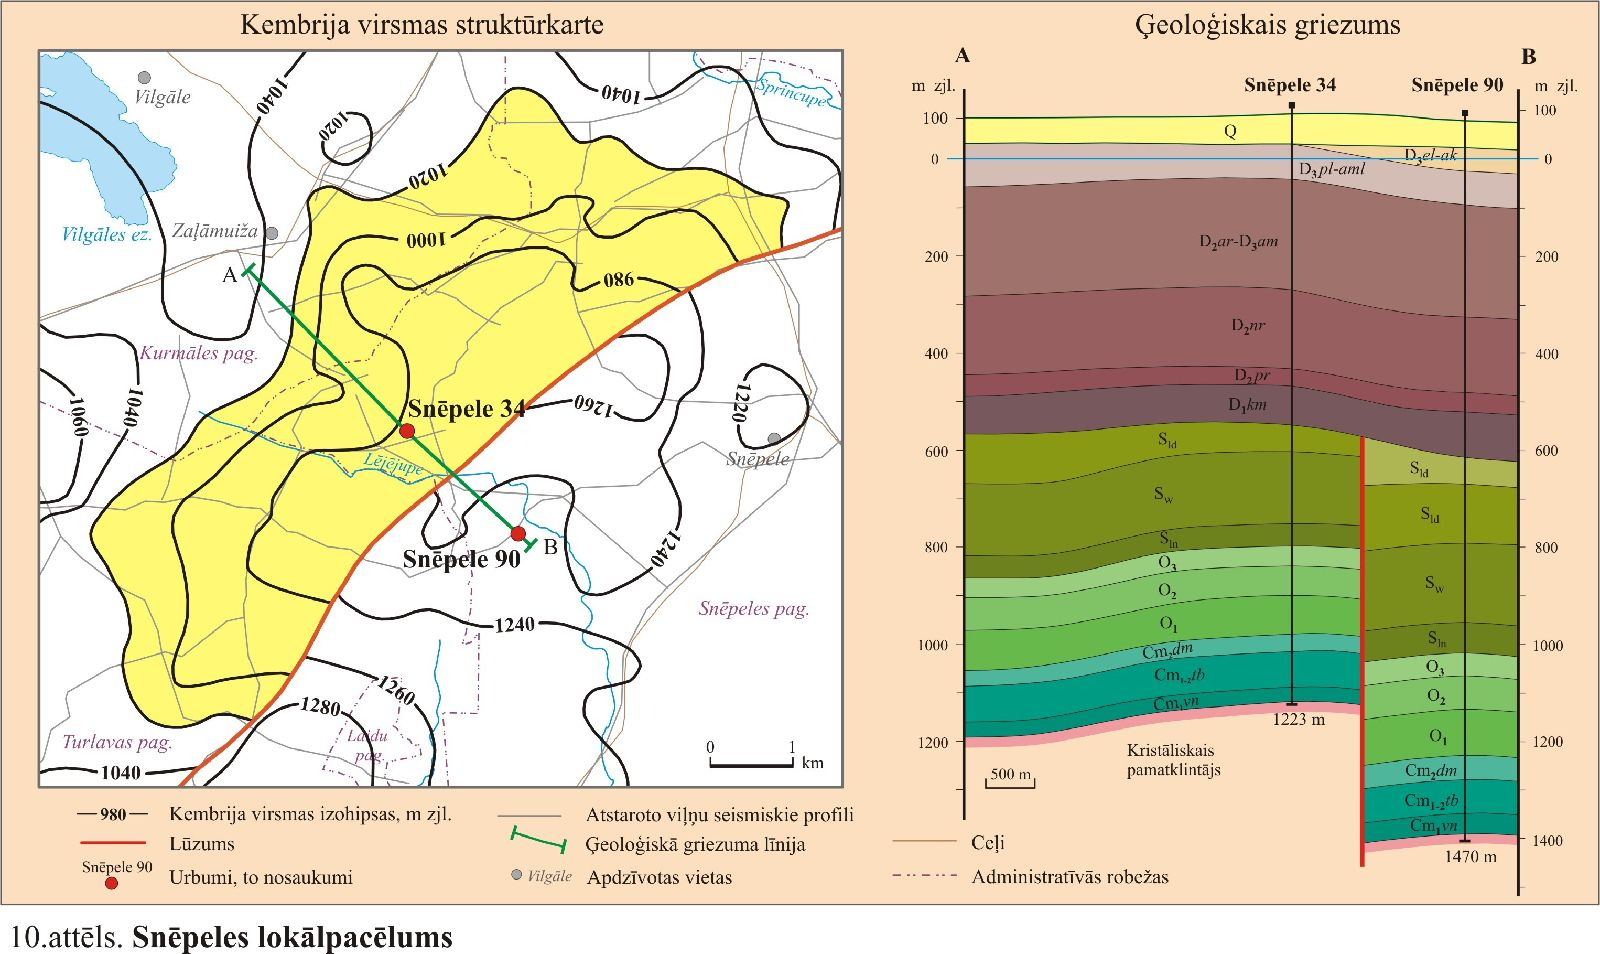 Kembrija virsmas struktūrkarte
Ģeoloģiskais griezums
Vilgāle
1040
1020
1040
Sprincupe
Vilgāles ez.
Zaļāmuiža
1020
1000
980
A
Kurmāles pag.
1060
1040
Snēpele 34
1260
1220
Snēpele
Lējējupe
Snēpele 90
B
1240
Snēpeles pag.
1240
1260
1280
Laidu
pag.
Turlavas pag.
1040
0 1
km
A
B
m zjl.
Snēpele 34
Snēpele 90
m zjl.
100
0
200
400
600
800
1000
1200
100
0
200
400
600
800
1000
1200
1400
Q
D₃el-ak
D₃pl-aml
D₂ar-D₃am
D₂nr
D₂pr
D₁km
Sld
Sw
Sln
O₃
O₂
O₁
Cm₂dm
Cm₁₋₂tb
Cm₁vn
Sld
Sld
Sw
Sln
O₃
O₂
O₁
Cm₂dm
Cm₁₋₂tb
Cm₁vn
1223 m
1470 m
Kristāliskais
pamatklintājs
500 m
980 Kembrija virsmas izohipsas, m zjl.
Lūzums
Snēpele 90
Urbumi, to nosaukumi
Atstaroto viļņu seismiskie profili
Ģeoloģiskā griezuma līnija
Vilgāle Apdzīvotas vietas
Ceļi
Administratīvās robežas
10.attēls. Snēpeles lokālpacēlums